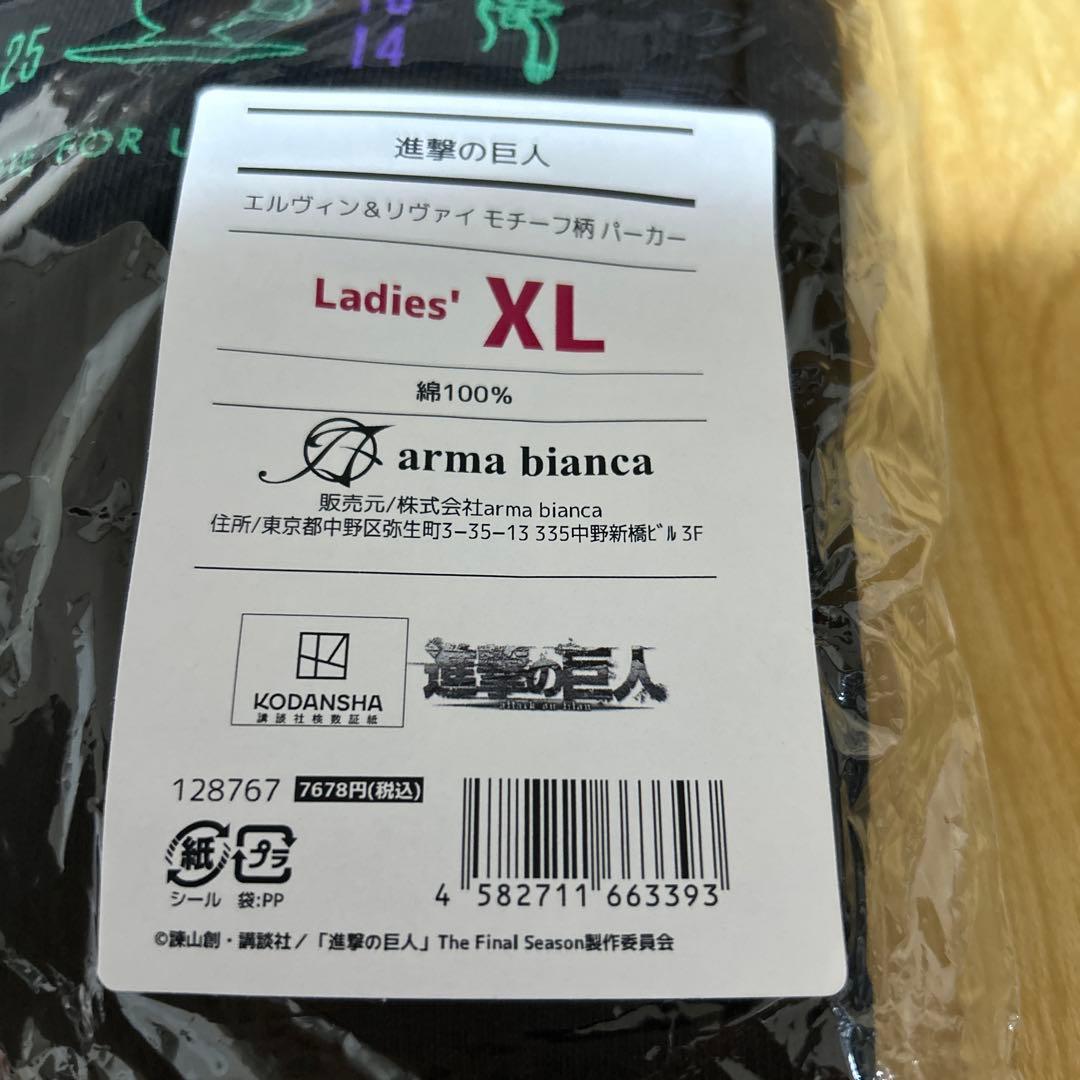 25
14
FOR
進撃の巨人
エルヴィン&リヴァイ モチーフ柄 パーカー
Ladies' XL
綿100%
arma bianca
販売元/株式会社arma bianca
住所/東京都中野区弥生町3−35−13 335中野新橋ビル 3F
KODANSHA
講談社検数証紙
進撃の巨人
attack on titan
128767 7678円(税込)
紙 プラ
シール 袋:PP
4 582711 663393
©諫山創・講談社/「進撃の巨人」The Final Season製作委員会